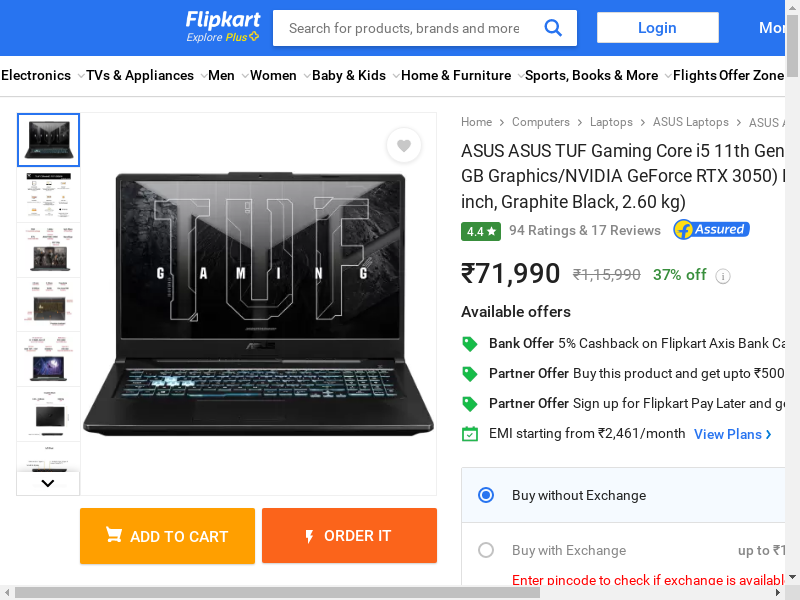 Flipkart
Explore Plus
Search for products, brands and more
Login
Mor
Electronics
TVs & Appliances
Men
Women
Baby & Kids
Home & Furniture
Sports, Books & More
Flights
Offer Zone
Home > Computers > Laptops > ASUS Laptops > ASUS
ASUS ASUS TUF Gaming Core i5 11th Gen
GB Graphics/NVIDIA GeForce RTX 3050)
inch, Graphite Black, 2.60 kg)
4.4★ 94 Ratings & 17 Reviews
Assured
₹71,990 ₹1,15,990 37% off
Available offers
Bank Offer 5% Cashback on Flipkart Axis Bank Ca
Partner Offer Buy this product and get upto ₹500
Partner Offer Sign up for Flipkart Pay Later and ge
EMI starting from ₹2,461/month View Plans
Buy without Exchange
Buy with Exchange
up to ₹1
Enter pincode to check if exchange is availabl
TUF
GAMING
ADD TO CART
ORDER IT